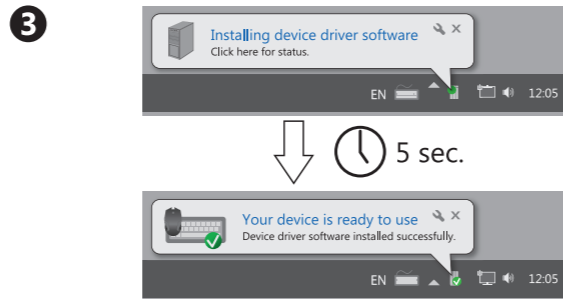 3
Installing device driver software
Click here for status.
EN 12:05
5 sec.
Your device is ready to use
Device driver software installed successfully.
EN 12:05